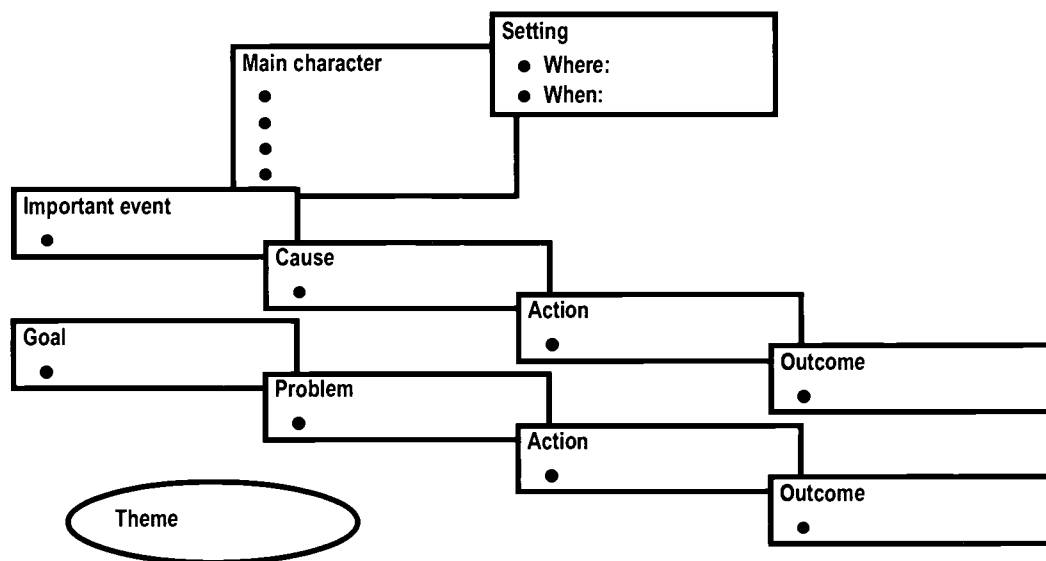 Setting
● Where:
● When:
Main character
●
●
●
●
Important event
●
Cause
●
Action
●
Outcome
●
Goal
●
Problem
●
Action
●
Outcome
●
Theme